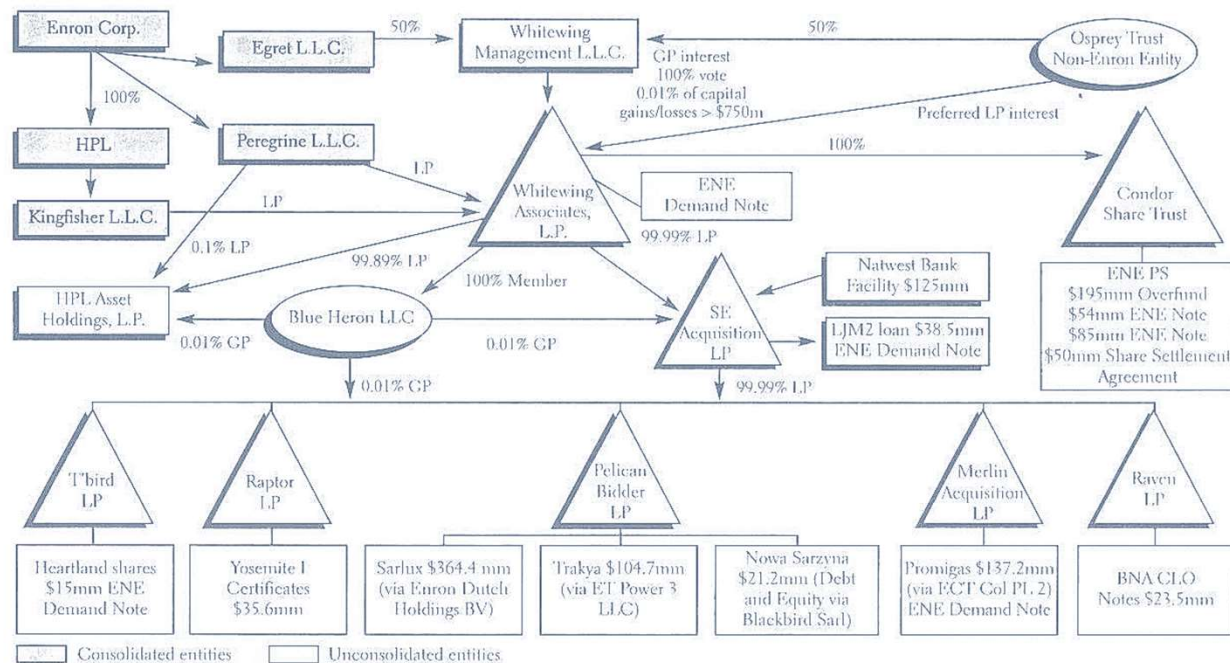 Enron Corp.
Egret L.L.C.
50%
Whitewing
Management L.L.C.
50%
Osprey Trust
Non-Enron Entity
GP interest
100% vote
0.01% of capital
gains/losses > $750m
Preferred LP interest
100%
HPL
Peregrine L.L.C.
LP
100%
Kingfisher L.L.C.
LP
Whitewing
Associates,
L.P.
ENE
Demand Note
Condor
Share Trust
0.1% LP
99.89% LP
99.99% LP
100% Member
HPL Asset
Holdings, L.P.
Blue Heron LLC
0.01% GP
0.01% GP
SE
Acquisition
LP
Natwest Bank
Facility $125mm
LJM2 loan $38.5mm
ENE Demand Note
ENE PS
$195mm Overfund
$54mm ENE Note
$85mm ENE Note
$50mm Share Settlement
Agreement
0.01% GP
99.99% LP
T'bird
LP
Raptor
LP
Pelican
Bidder
LP
Merlin
Acquisition
LP
Raven
LP
Heartland shares
$15mm ENE
Demand Note
Yosemite I
Certificates
$35.6mm
Sarlux $364.4 mm
(via Enron Dutch
Holdings BV)
Trakya $104.7mm
(via ET Power 3
LLC)
Nowa Sarzyna
$21.2mm (Debt
and Equity via
Blackbird Sarl)
Promigas $137.2mm
(via ECT Col PL 2)
ENE Demand Note
BNA CLO
Notes $23.5mm
Consolidated entities
Unconsolidated entities